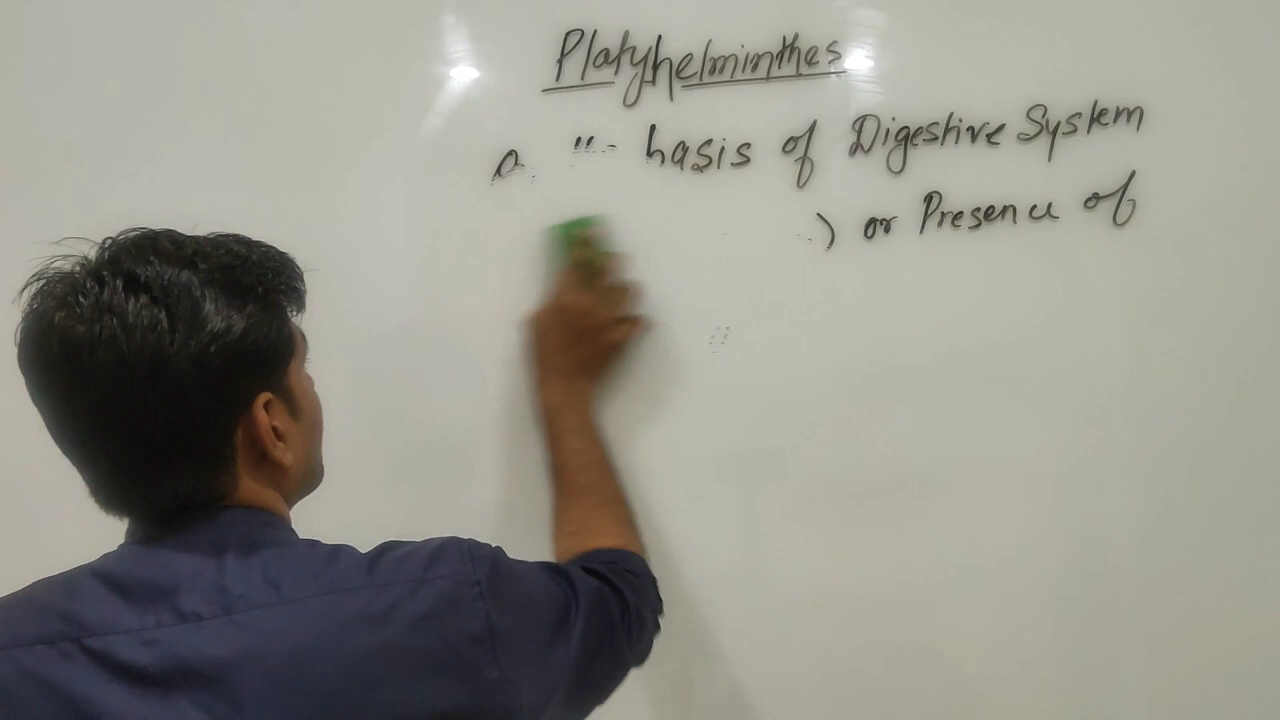 Platyhelminthes
basis of Digestive System
) or Presence of